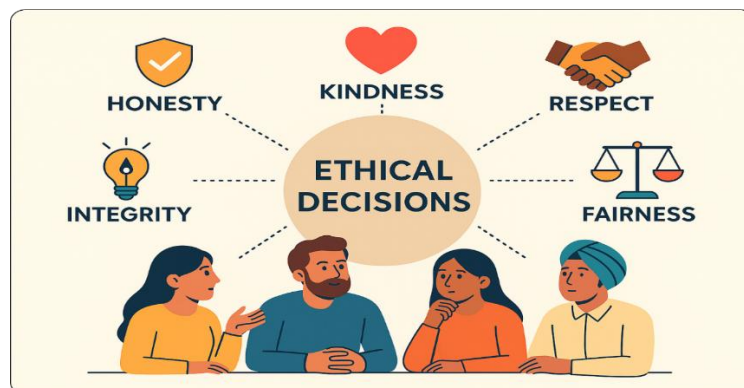 HONESTY
KINDNESS
RESPECT
INTEGRITY
ETHICAL
DECISIONS
FAIRNESS